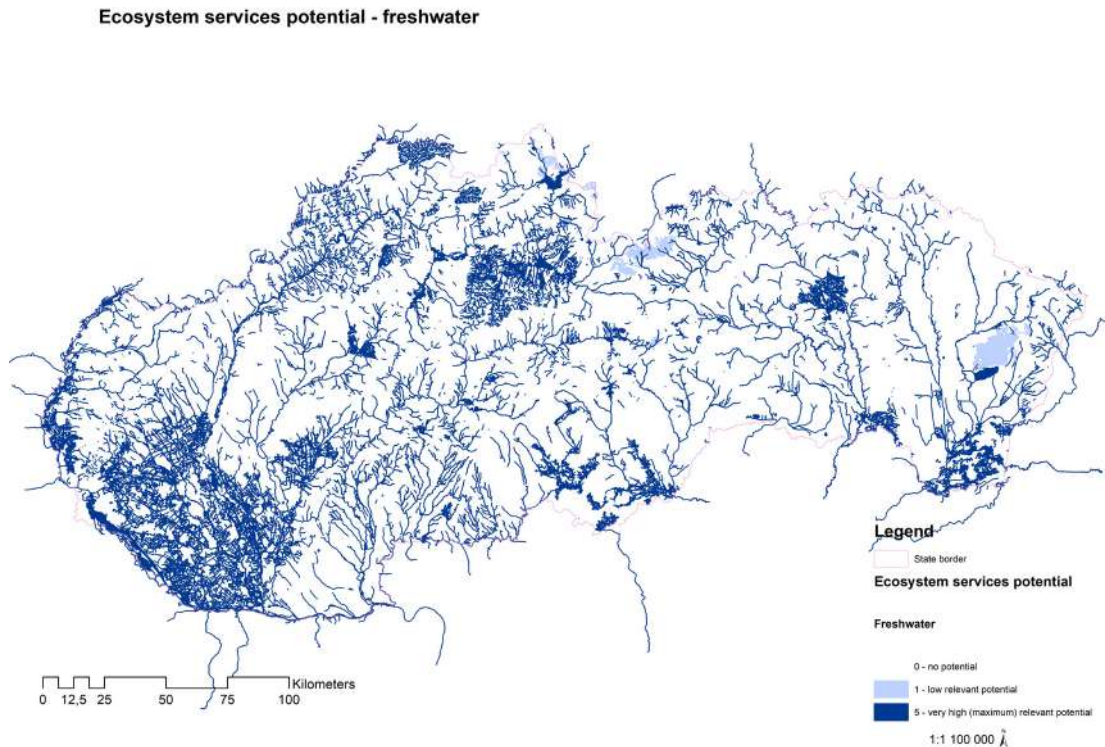 Ecosystem services potential - freshwater
Legend
State border
Ecosystem services potential
Freshwater
0 - no potential
1 - low relevant potential
5 - very high (maximum) relevant potential
Kilometers
0 12,5 25 50 75 100
1:1 100 000
N